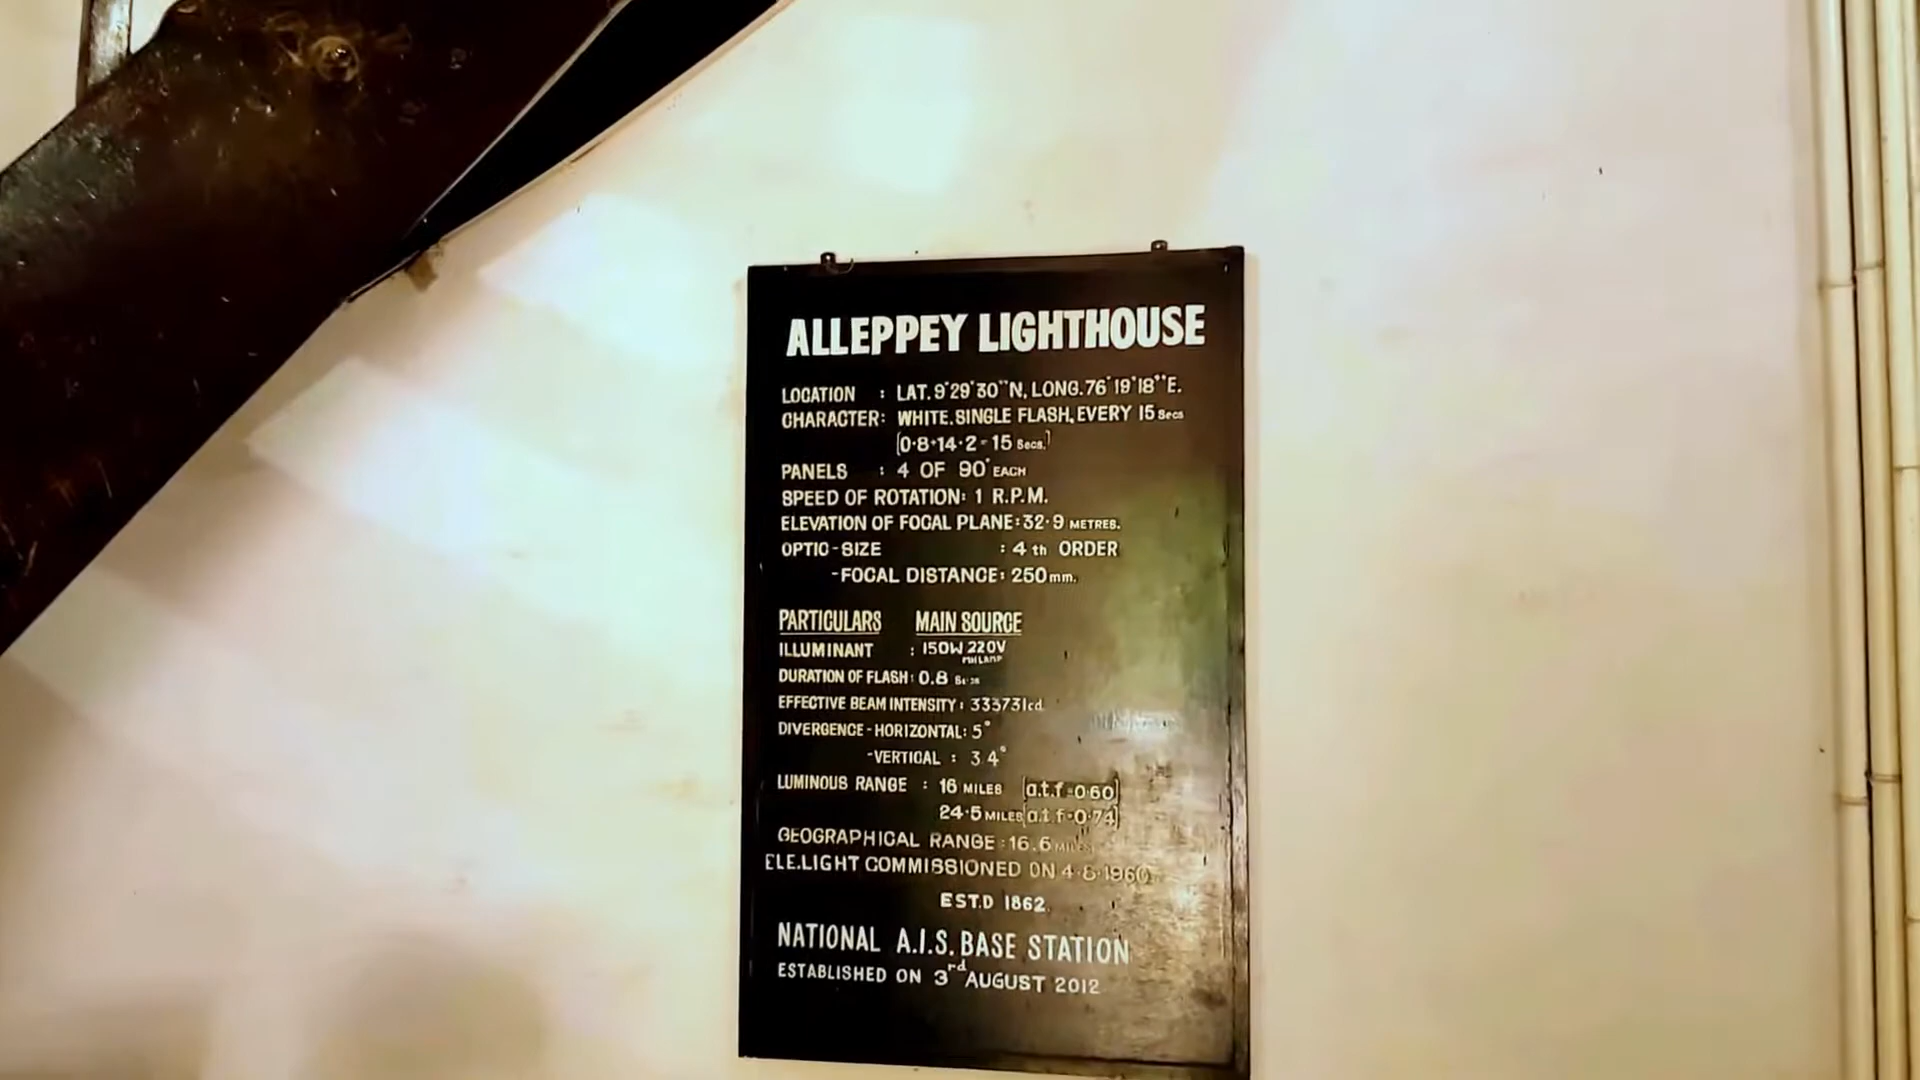 ALLEPPEY LIGHTHOUSE
LOCATION : LAT. 9°29'30"N, LONG. 76°19'18"E.
CHARACTER: WHITE. SINGLE FLASH, EVERY 15 Secs
[0·8+14·2=15 Secs.]
PANELS : 4 OF 90° EACH
SPEED OF ROTATION: 1 R.P.M.
ELEVATION OF FOCAL PLANE: 32·9 METRES.
OPTIC-SIZE : 4th ORDER
-FOCAL DISTANCE: 250mm.
PARTICULARS MAIN SOURCE
ILLUMINANT : 150W 220V
MH LAMP
DURATION OF FLASH: 0.8
EFFECTIVE BEAM INTENSITY: 333731cd
DIVERGENCE-HORIZONTAL: 5°
-VERTICAL : 3.4°
LUMINOUS RANGE : 16 MILES [a.t.f=0·60]
24·5 MILES [a.t.f=0·74]
GEOGRAPHICAL RANGE: 16.6 MILES
ELE.LIGHT COMMISSIONED ON 4·8·1960
ESTD 1862
NATIONAL A.I.S. BASE STATION
ESTABLISHED ON 3rd AUGUST 2012